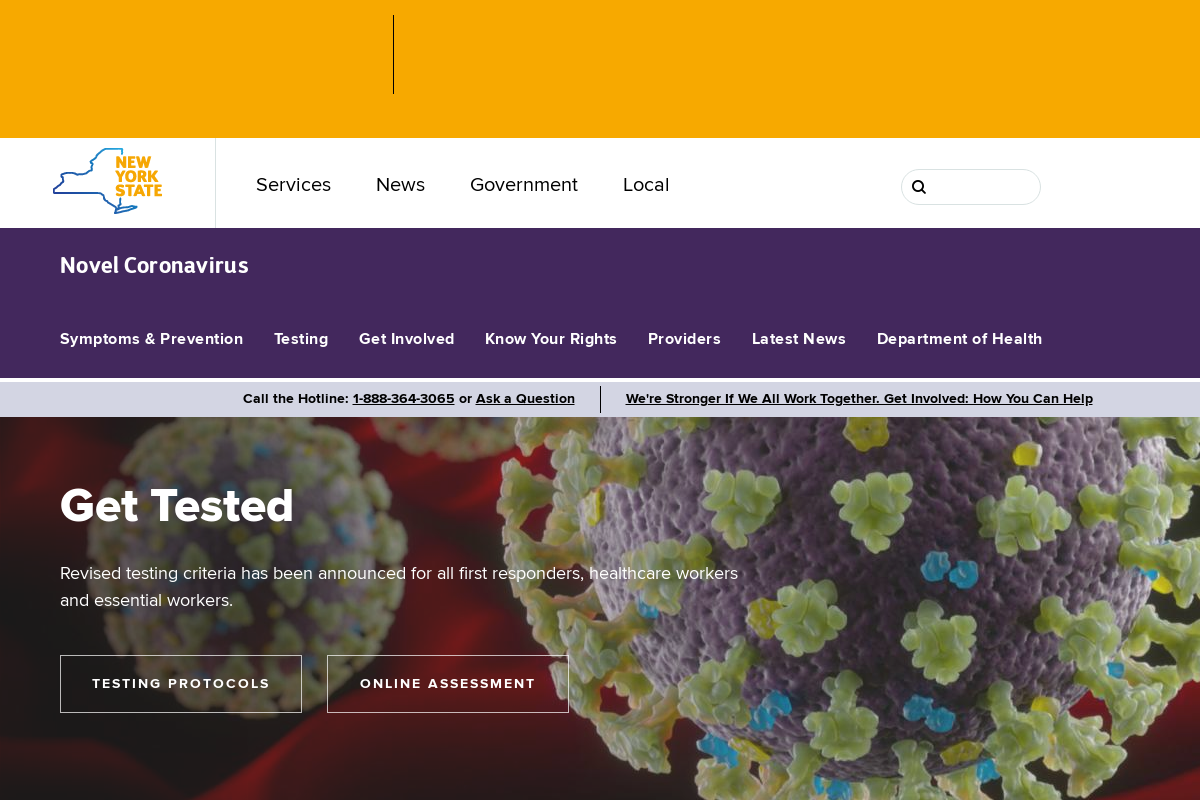 NEW
YORK
STATE
Services News Government Local
Novel Coronavirus
Symptoms & Prevention Testing Get Involved Know Your Rights Providers Latest News Department of Health
Call the Hotline: 1-888-364-3065 or Ask a Question We're Stronger If We All Work Together. Get Involved: How You Can Help
Get Tested
Revised testing criteria has been announced for all first responders, healthcare workers
and essential workers.
TESTING PROTOCOLS ONLINE ASSESSMENT